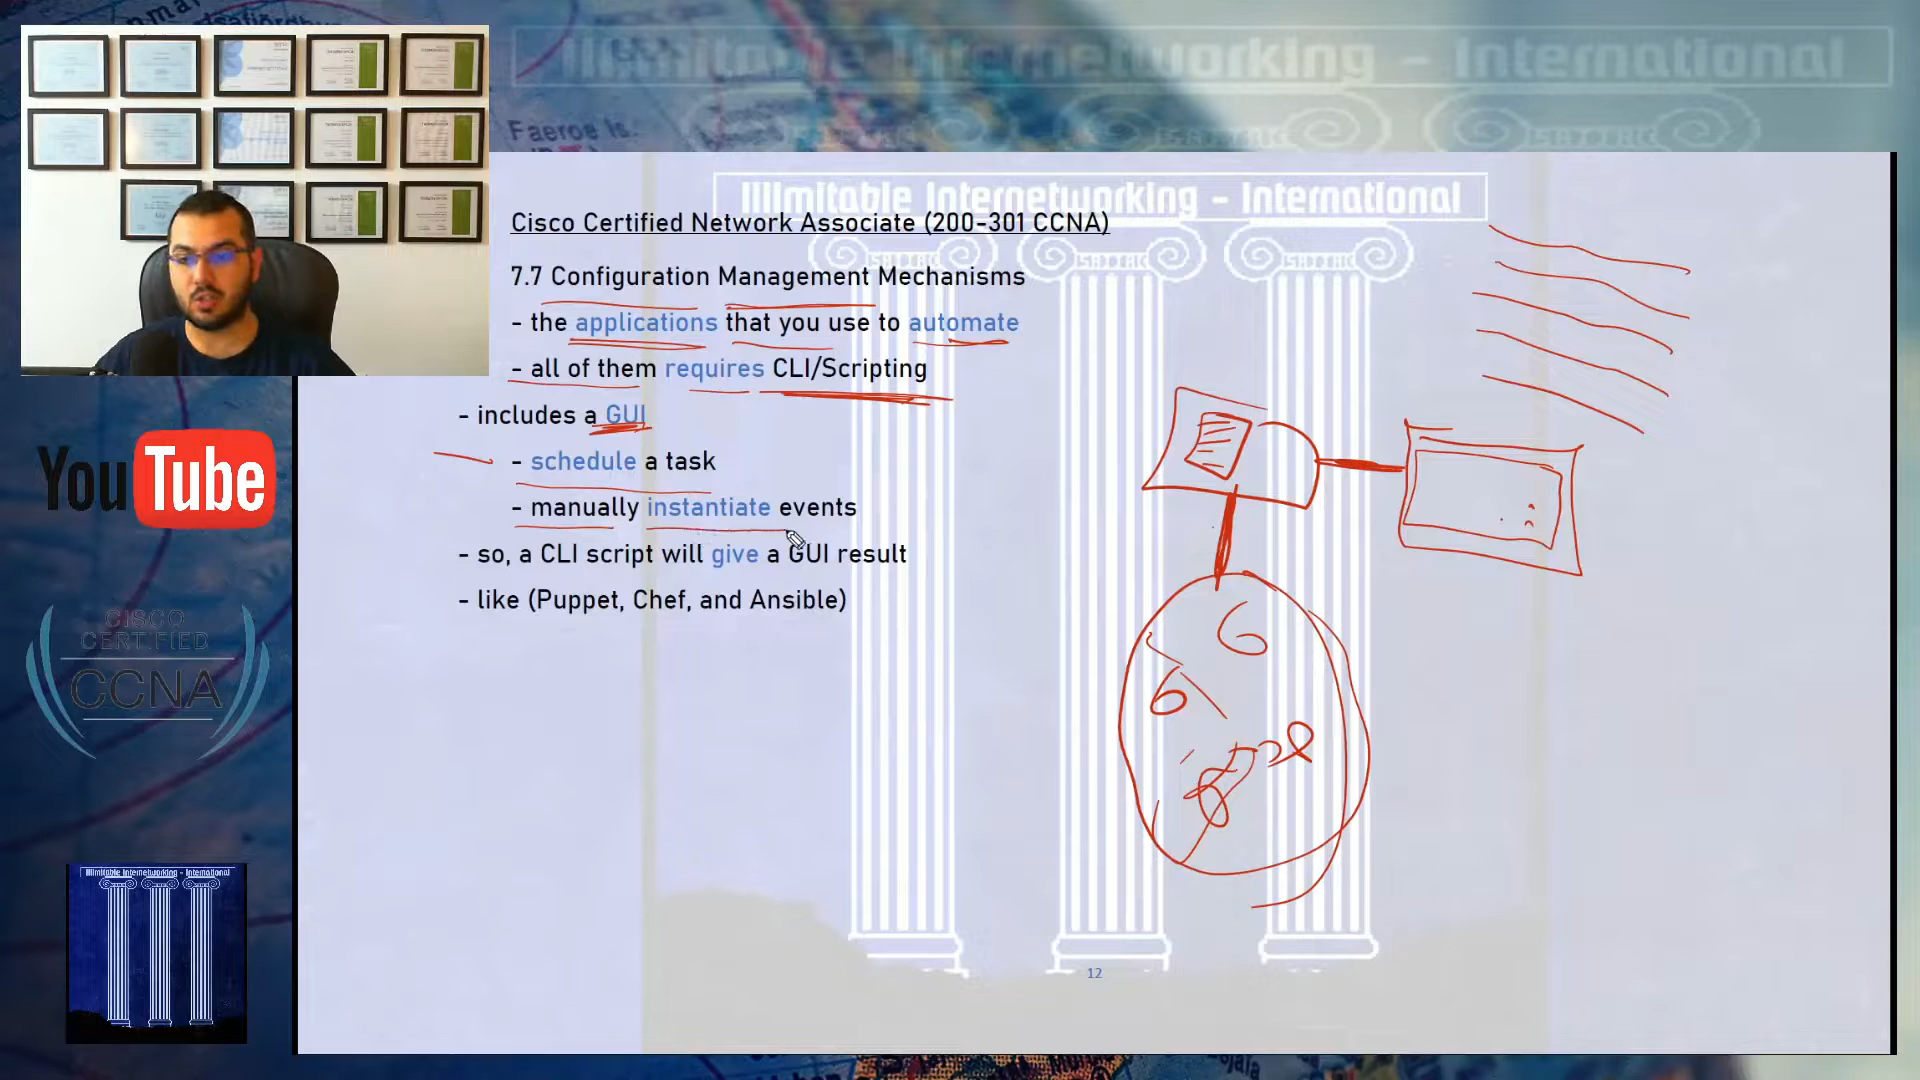 Illimitable Internetworking - International
Faeroe Is.
Illimitable Internetworking - International
Cisco Certified Network Associate (200-301 CCNA)
7.7 Configuration Management Mechanisms
- the applications that you use to automate
- all of them requires CLI/Scripting
- includes a GUI
- schedule a task
- manually instantiate events
- so, a CLI script will give a GUI result
- like (Puppet, Chef, and Ansible)
12
YouTube
CISCO
CERTIFIED
CCNA
Illimitable Internetworking - International